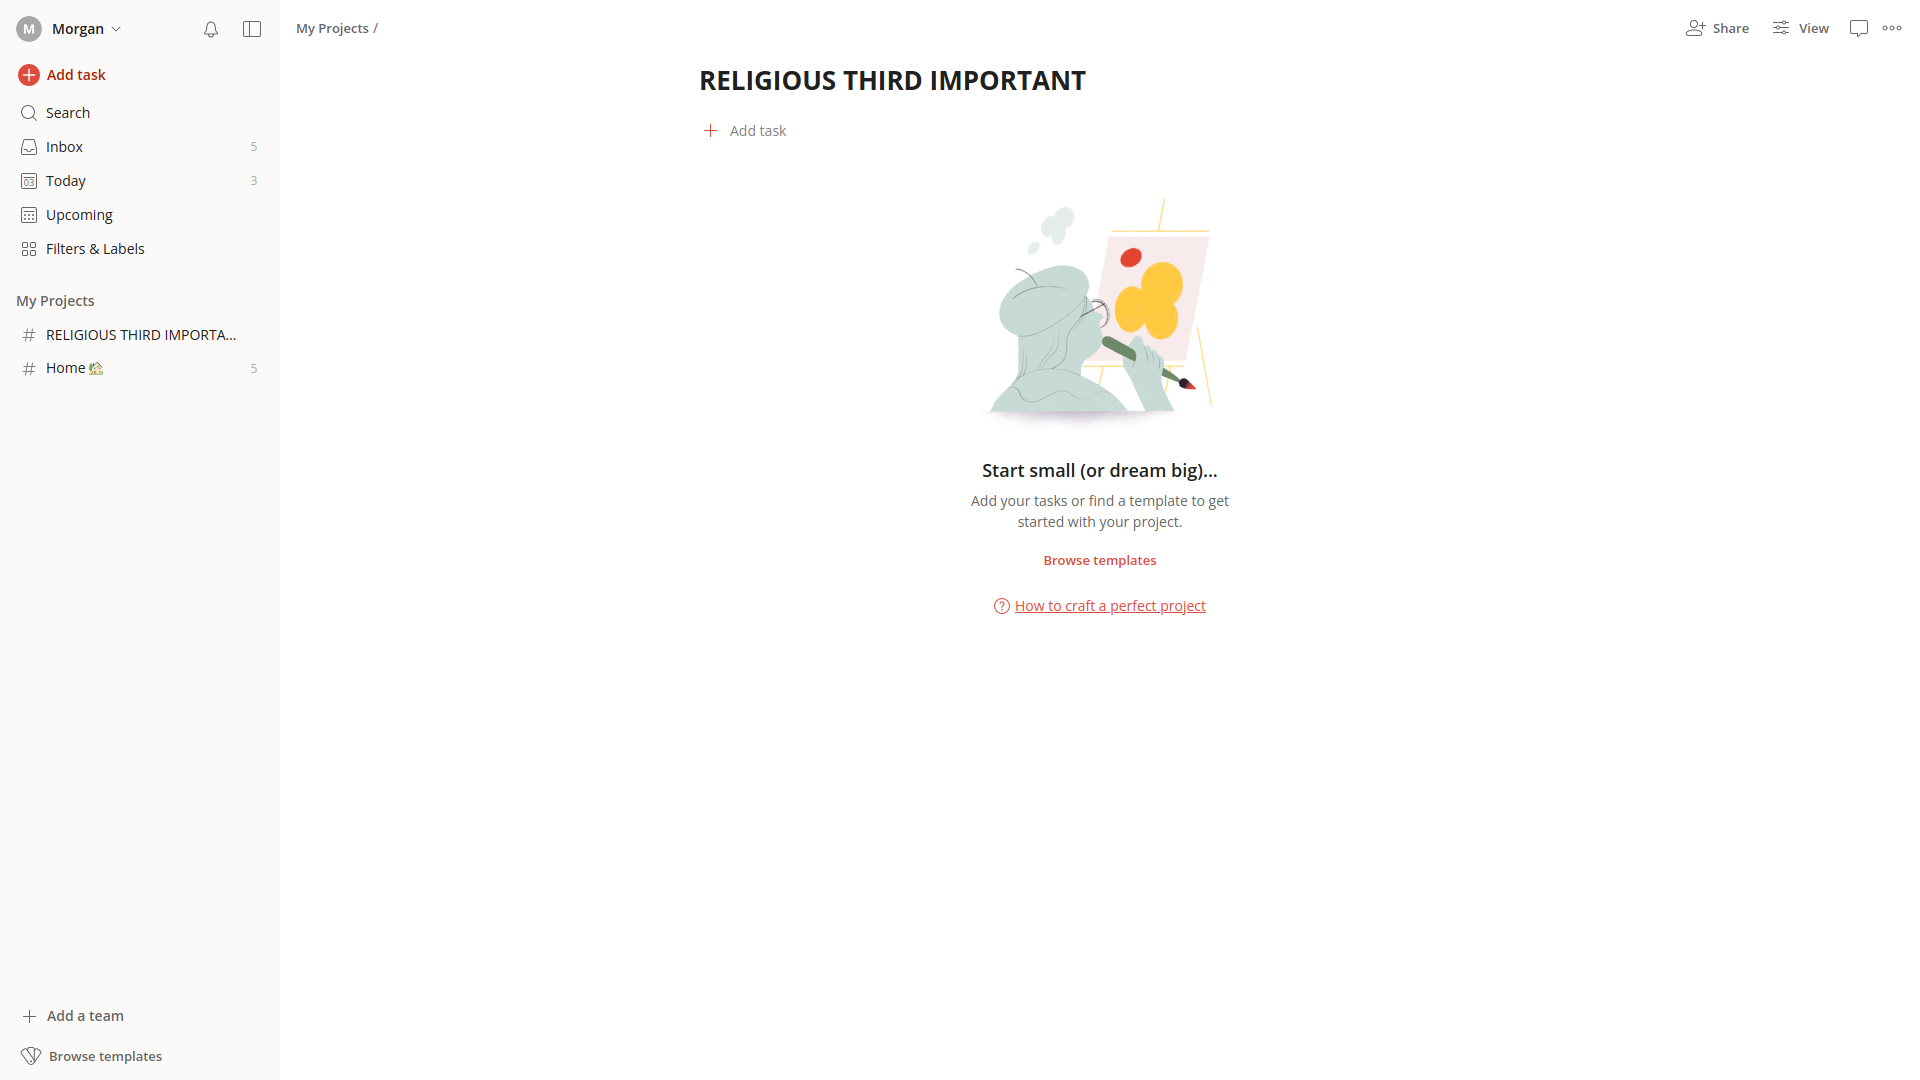 M Morgan
Add task
Search
Inbox 5
03 Today 3
Upcoming
Filters & Labels
My Projects
# RELIGIOUS THIRD IMPORTA...
# Home 🏡 5
Add a team
Browse templates
My Projects /
Share
View
RELIGIOUS THIRD IMPORTANT
Add task
Start small (or dream big)...
Add your tasks or find a template to get
started with your project.
Browse templates
? How to craft a perfect project